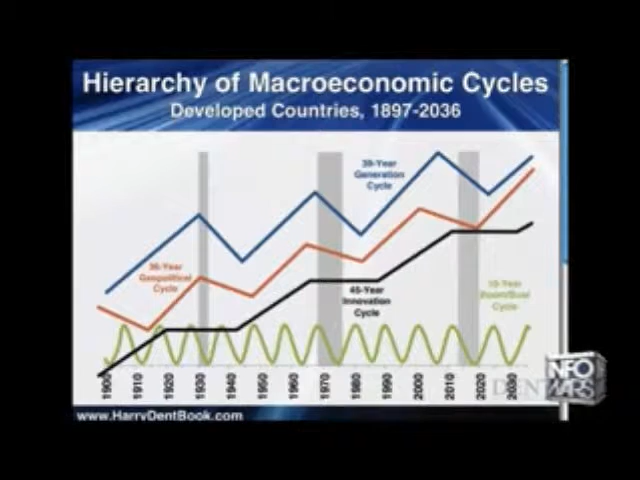 Hierarchy of Macroeconomic Cycles
Developed Countries, 1897-2036
39-Year
Generation
Cycle
Geopolitical
Cycle
45-Year
Innovation
Cycle
10-Year
Boom/Bust
Cycle
1900
1910
1920
1930
1940
1950
1960
1970
1980
1990
2000
2010
2020
2030
www.HarryDentBook.com
INFO
WARS